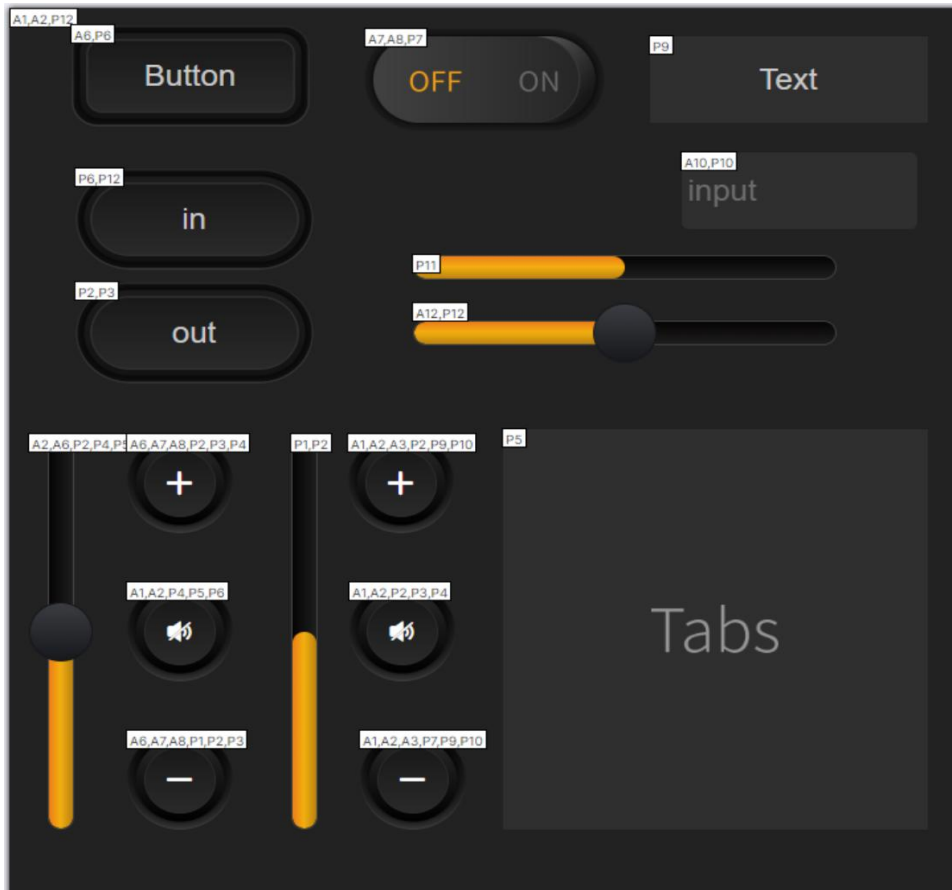 A1,A2,P12
A6,P6
Button
A7,A8,P7
OFF ON
P9
Text
P6,P12
in
A10,P10
input
P11
P2,P3
out
A12,P12
A2,A6,P2,P4,P5
A6,A7,A8,P2,P3,P4
+
P1,P2
A1,A2,A3,P2,P9,P10
+
P5
A1,A2,P4,P5,P6
A1,A2,P2,P3,P4
Tabs
A6,A7,A8,P1,P2,P3
−
A1,A2,A3,P7,P9,P10
−